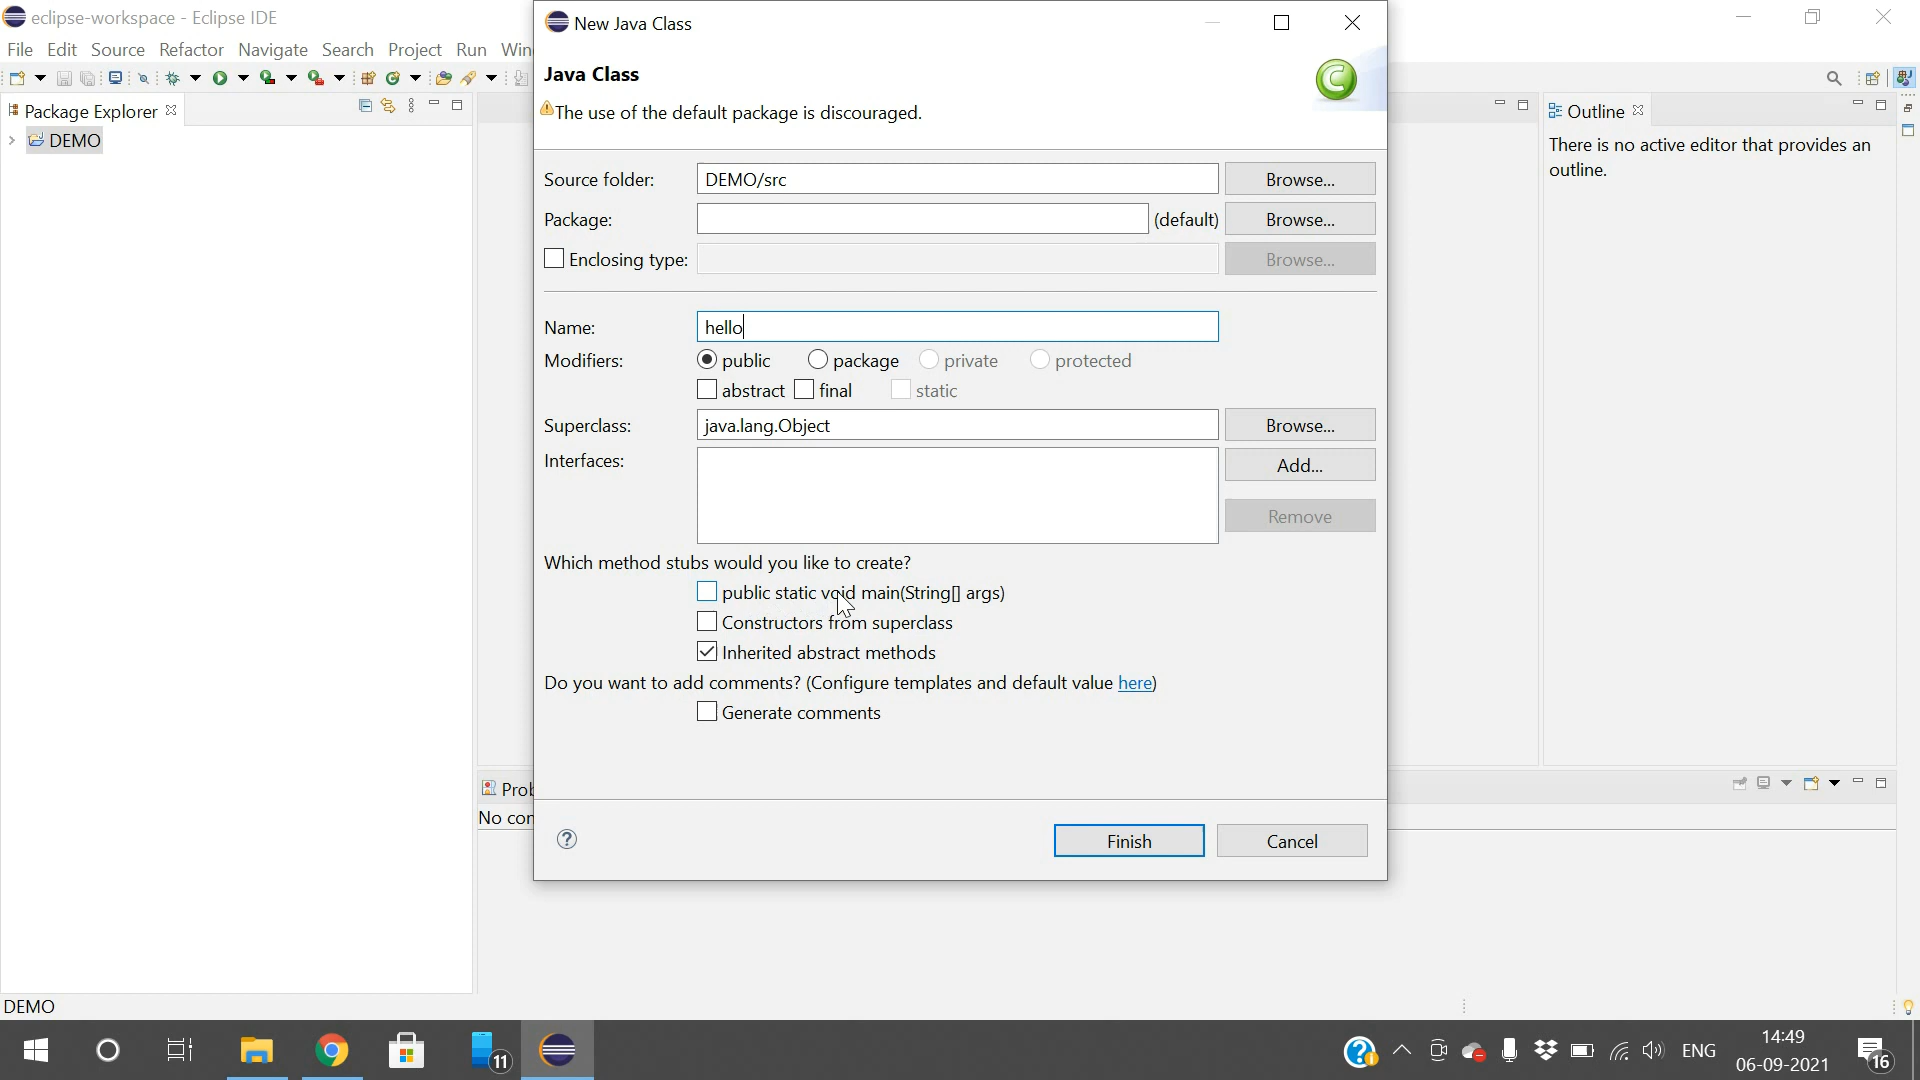 eclipse-workspace - Eclipse IDE
File Edit Source Refactor Navigate Search Project Run Win
Package Explorer
DEMO
New Java Class
Java Class
The use of the default package is discouraged.
Source folder: DEMO/src Browse...
Package: (default) Browse...
Enclosing type: Browse...
Name: hello
Modifiers: public package private protected
abstract final static
Superclass: java.lang.Object Browse...
Interfaces: Add...
Remove
Which method stubs would you like to create?
public static void main(String[] args)
Constructors from superclass
Inherited abstract methods
Do you want to add comments? (Configure templates and default value here)
Generate comments
Finish Cancel
Outline
There is no active editor that provides an
outline.
Prob
No con
DEMO
11
ENG
14:49
06-09-2021
16